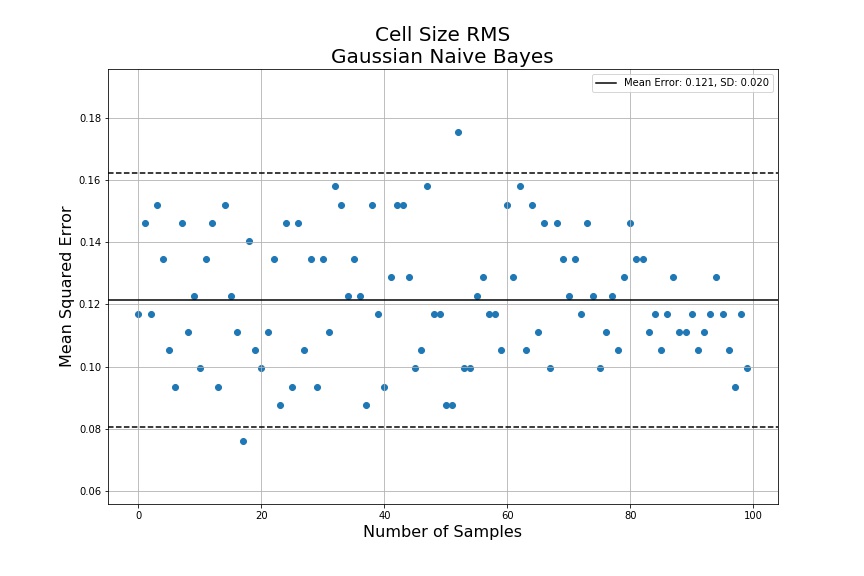 Cell Size RMS
Gaussian Naive Bayes
Mean Error: 0.121, SD: 0.020
Mean Squared Error
0.18
0.16
0.14
0.12
0.10
0.08
0.06
0
20
40
60
80
100
Number of Samples